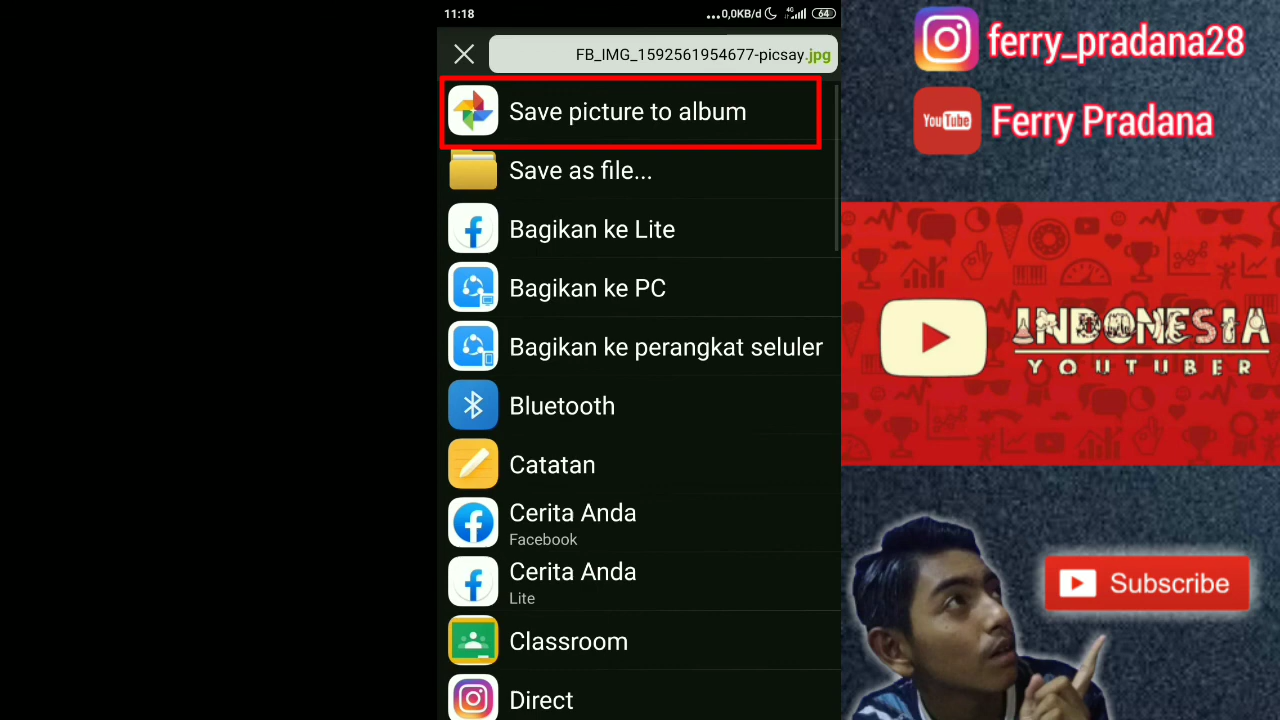 11:18
...0,0KB/d
4G
64
FB_IMG_1592561954677-picsay.jpg
Save picture to album
Save as file...
Bagikan ke Lite
Bagikan ke PC
Bagikan ke perangkat seluler
Bluetooth
Catatan
Cerita Anda
Facebook
Cerita Anda
Lite
Classroom
Direct
ferry_pradana28
YouTube
Ferry Pradana
INDONESIA
YOUTUBER
Subscribe